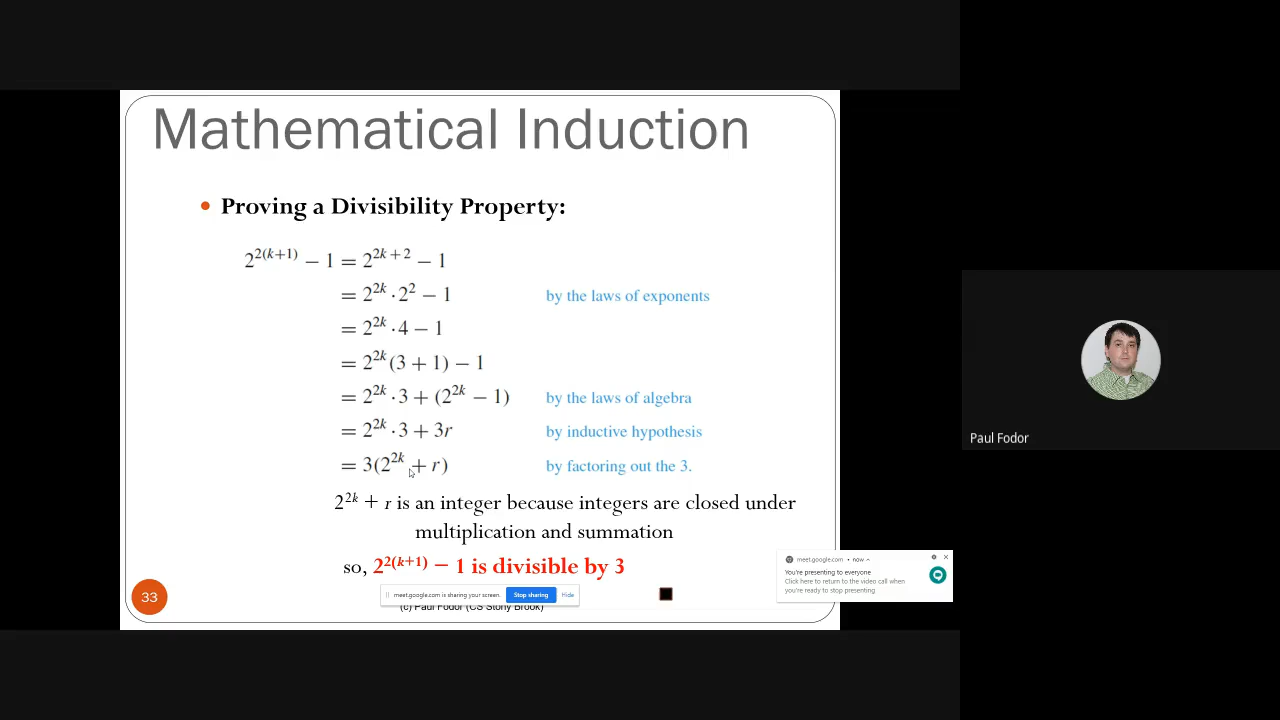 Mathematical Induction
• Proving a Divisibility Property:
2^{2(k+1)} − 1 = 2^{2k+2} − 1
= 2^{2k} · 2^2 − 1 by the laws of exponents
= 2^{2k} · 4 − 1
= 2^{2k}(3 + 1) − 1
= 2^{2k} · 3 + (2^{2k} − 1) by the laws of algebra
= 2^{2k} · 3 + 3r by inductive hypothesis
= 3(2^{2k} + r) by factoring out the 3.
2^{2k} + r is an integer because integers are closed under
multiplication and summation
so, 2^{2(k+1)} − 1 is divisible by 3
33
meet.google.com is sharing your screen. Stop sharing Hide
(c) Paul Fodor (CS Stony Brook)
meet.google.com • now
You're presenting to everyone
Click here to return to the video call when
you're ready to stop presenting
Paul Fodor